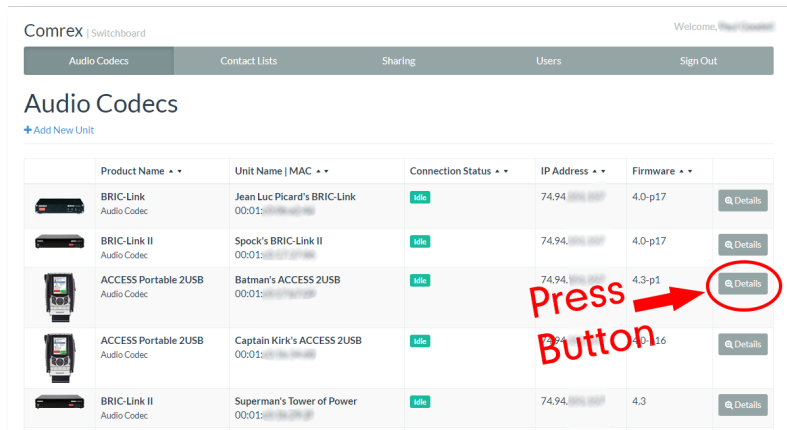 Comrex | Switchboard
Welcome,
Audio Codecs Contact Lists Sharing Users Sign Out
Audio Codecs
+ Add New Unit
Product Name Unit Name | MAC Connection Status IP Address Firmware
BRIC-Link Jean Luc Picard's BRIC-Link Idle 74.94. 4.0-p17 Details
Audio Codec 00:01:
BRIC-Link II Spock's BRIC-Link II Idle 74.94. 4.0-p17 Details
Audio Codec 00:01:
ACCESS Portable 2USB Batman's ACCESS 2USB Idle 74.94. 4.3-p1 Details
Audio Codec 00:01:
Press
Button
ACCESS Portable 2USB Captain Kirk's ACCESS 2USB Idle 74.94. Details
Audio Codec 00:01:
BRIC-Link II Superman's Tower of Power Idle 74.94. 4.3 Details
Audio Codec 00:01: